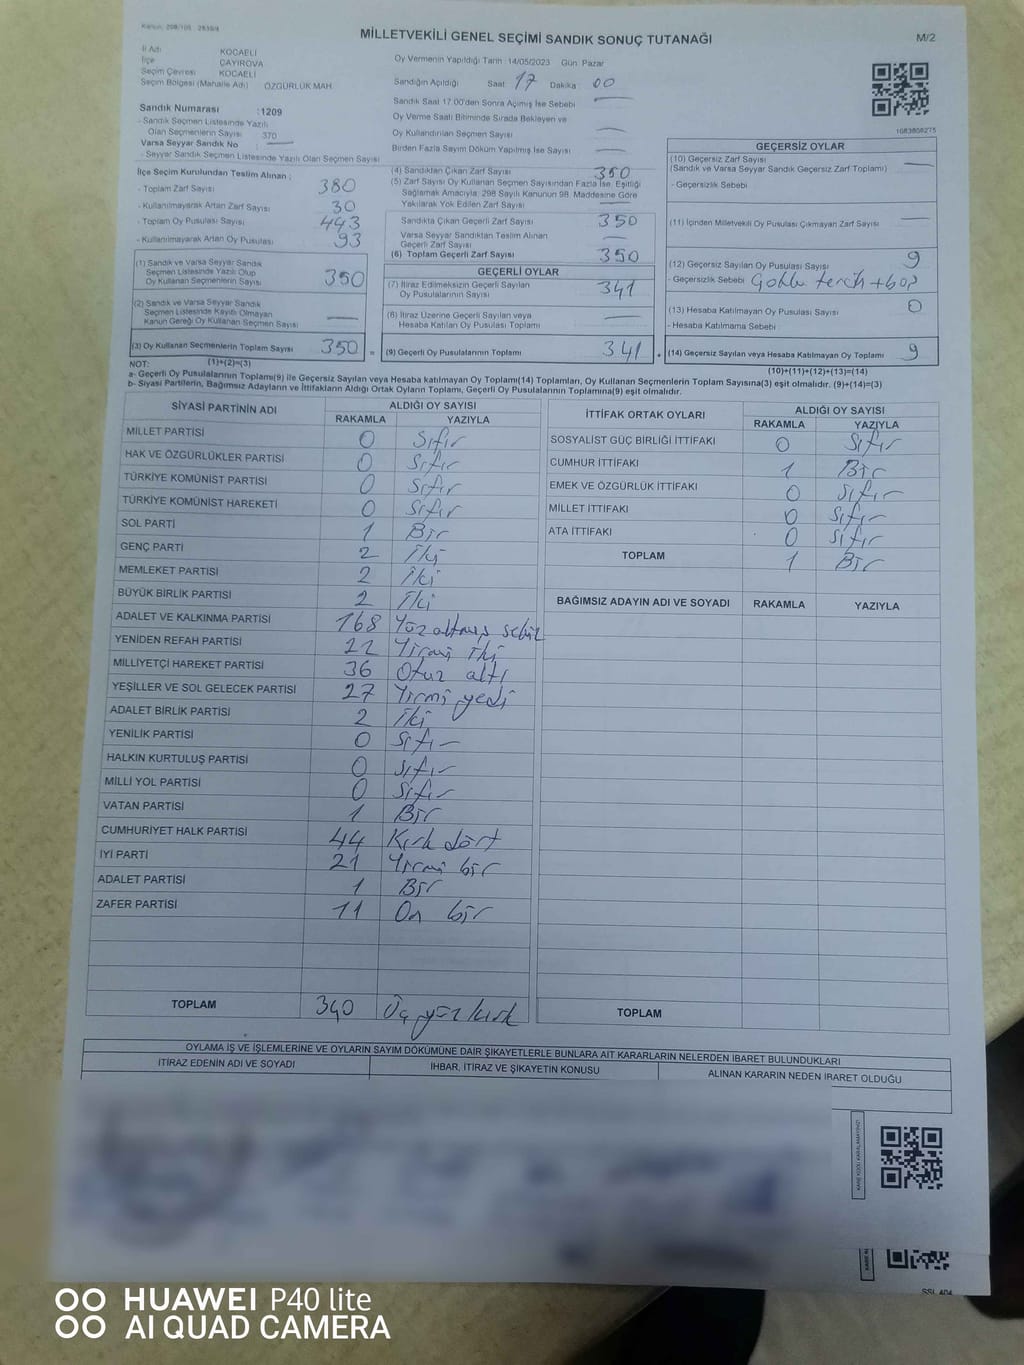 Kanun: 298/105 - 2839/4
MİLLETVEKİLİ GENEL SEÇİMİ SANDIK SONUÇ TUTANAĞI
M/2
İl Adı KOCAELİ
İlçe ÇAYIROVA
Seçim Çevresi KOCAELİ
Seçim Bölgesi (Mahalle Adı) ÖZGÜRLÜK MAH.
Oy Vermenin Yapıldığı Tarih :14/05/2023 Gün: Pazar
Sandığın Açıldığı Saat 17 Dakika : 00
Sandık Saat 17.00'den Sonra Açılmış İse Sebebi —
Oy Verme Saati Bitiminde Sırada Bekleyen ve
Oy Kullandırılan Seçmen Sayısı —
Birden Fazla Sayım Döküm Yapılmış İse Sayısı —
1083808275
Sandık Numarası :1209
- Sandık Seçmen Listesinde Yazılı
Olan Seçmenlerin Sayısı 370
Varsa Seyyar Sandık No : —
- Seyyar Sandık Seçmen Listesinde Yazılı Olan Seçmen Sayısı
İlçe Seçim Kurulundan Teslim Alınan ;
- Toplam Zarf Sayısı 380
- Kullanılmayarak Artan Zarf Sayısı 30
- Toplam Oy Pusulası Sayısı 443
- Kullanılmayarak Artan Oy Pusulası 93
(1) Sandık ve Varsa Seyyar Sandık
Seçmen Listesinde Yazılı Olup
Oy Kullanan Seçmenlerin Sayısı 350
(2) Sandık ve Varsa Seyyar Sandık
Seçmen Listesinde Kayıtlı Olmayan
Kanun Gereği Oy Kullanan Seçmen Sayısı —
(3) Oy Kullanan Seçmenlerin Toplam Sayısı 350
(1)+(2)=(3)
(4) Sandıktan Çıkan Zarf Sayısı 350
(5) Zarf Sayısı Oy Kullanan Seçmen Sayısından Fazla İse, Eşitliği
Sağlamak Amacıyla, 298 Sayılı Kanunun 98. Maddesine Göre
Yakılarak Yok Edilen Zarf Sayısı —
Sandıkta Çıkan Geçerli Zarf Sayısı 350
Varsa Seyyar Sandıktan Teslim Alınan
Geçerli Zarf Sayısı —
(6) Toplam Geçerli Zarf Sayısı 350
GEÇERLİ OYLAR
(7) İtiraz Edilmeksizin Geçerli Sayılan
Oy Pusulalarının Sayısı 341
(8) İtiraz Üzerine Geçerli Sayılan veya
Hesaba Katılan Oy Pusulası Toplamı —
= (9) Geçerli Oy Pusulalarının Toplamı 341
GEÇERSİZ OYLAR
(10) Geçersiz Zarf Sayısı —
(Sandık ve Varsa Seyyar Sandık Geçersiz Zarf Toplamı)
- Geçersizlik Sebebi
(11) İçinden Milletvekili Oy Pusulası Çıkmayan Zarf Sayısı —
(12) Geçersiz Sayılan Oy Pusulası Sayısı 9
- Geçersizlik Sebebi
(13) Hesaba Katılmayan Oy Pusulası Sayısı 0
- Hesaba Katılmama Sebebi
+ (14) Geçersiz Sayılan veya Hesaba Katılmayan Oy Toplamı 9
(10)+(11)+(12)+(13)=(14)
NOT:
a- Geçerli Oy Pusulası Toplamı(9) ile Geçersiz Sayılan veya Hesaba katılmayan Oy Toplamı(14) Toplamları, Oy Kullanan Seçmenlerin Toplam Sayısına(3) eşit olmalıdır. (9)+(14)=(3)
b- Siyasi Partilerin, Bağımsız Adayların ve İttifakların Aldığı Ortak Oyların Toplamı, Geçerli Oy Pusulalarının Toplamına(9) eşit olmalıdır.
SİYASİ PARTİNİN ADI ALDIĞI OY SAYISI
RAKAMLA YAZIYLA
MİLLET PARTİSİ 0 Sıfır
HAK VE ÖZGÜRLÜKLER PARTİSİ 0 Sıfır
TÜRKİYE KOMÜNİST PARTİSİ 0 Sıfır
TÜRKİYE KOMÜNİST HAREKETİ 0 Sıfır
SOL PARTİ 1 Bir
GENÇ PARTİ 2 İki
MEMLEKET PARTİSİ 2 İki
BÜYÜK BİRLİK PARTİSİ 2 İki
ADALET VE KALKINMA PARTİSİ 168 Yüz altmış sekiz
YENİDEN REFAH PARTİSİ 22 Yirmi iki
MİLLİYETÇİ HAREKET PARTİSİ 36 Otuz altı
YEŞİLLER VE SOL GELECEK PARTİSİ 27 Yirmi yedi
ADALET BİRLİK PARTİSİ 2 İki
YENİLİK PARTİSİ 0 Sıfır
HALKIN KURTULUŞ PARTİSİ 0 Sıfır
MİLLİ YOL PARTİSİ 0 Sıfır
VATAN PARTİSİ 1 Bir
CUMHURİYET HALK PARTİSİ 44 Kırk dört
İYİ PARTİ 21 Yirmi bir
ADALET PARTİSİ 1 Bir
ZAFER PARTİSİ 11 On bir
TOPLAM 340 Üç yüz kırk
İTTİFAK ORTAK OYLARI ALDIĞI OY SAYISI
RAKAMLA YAZIYLA
SOSYALİST GÜÇ BİRLİĞİ İTTİFAKI 0 Sıfır
CUMHUR İTTİFAKI 1 Bir
EMEK VE ÖZGÜRLÜK İTTİFAKI 0 Sıfır
MİLLET İTTİFAKI 0 Sıfır
ATA İTTİFAKI 0 Sıfır
TOPLAM 1 Bir
BAĞIMSIZ ADAYIN ADI VE SOYADI RAKAMLA YAZIYLA
TOPLAM
OYLAMA İŞ VE İŞLEMLERİNE VE OYLARIN SAYIM DÖKÜMÜNE DAİR ŞİKAYETLERLE BUNLARA AİT KARARLARIN NELERDEN İBARET BULUNDUKLARI
İTİRAZ EDENİN ADI VE SOYADI İHBAR, İTİRAZ VE ŞİKAYETİN KONUSU ALINAN KARARIN NEDEN İBARET OLDUĞU
KARE KODU KARALAMAYINIZ!
HUAWEI P40 lite
AI QUAD CAMERA